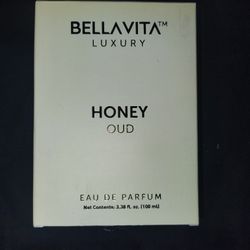 BELLAVITA™
LUXURY
HONEY
OUD
EAU DE PARFUM
Net Contents: 3.38 fl. oz. (100 mL)